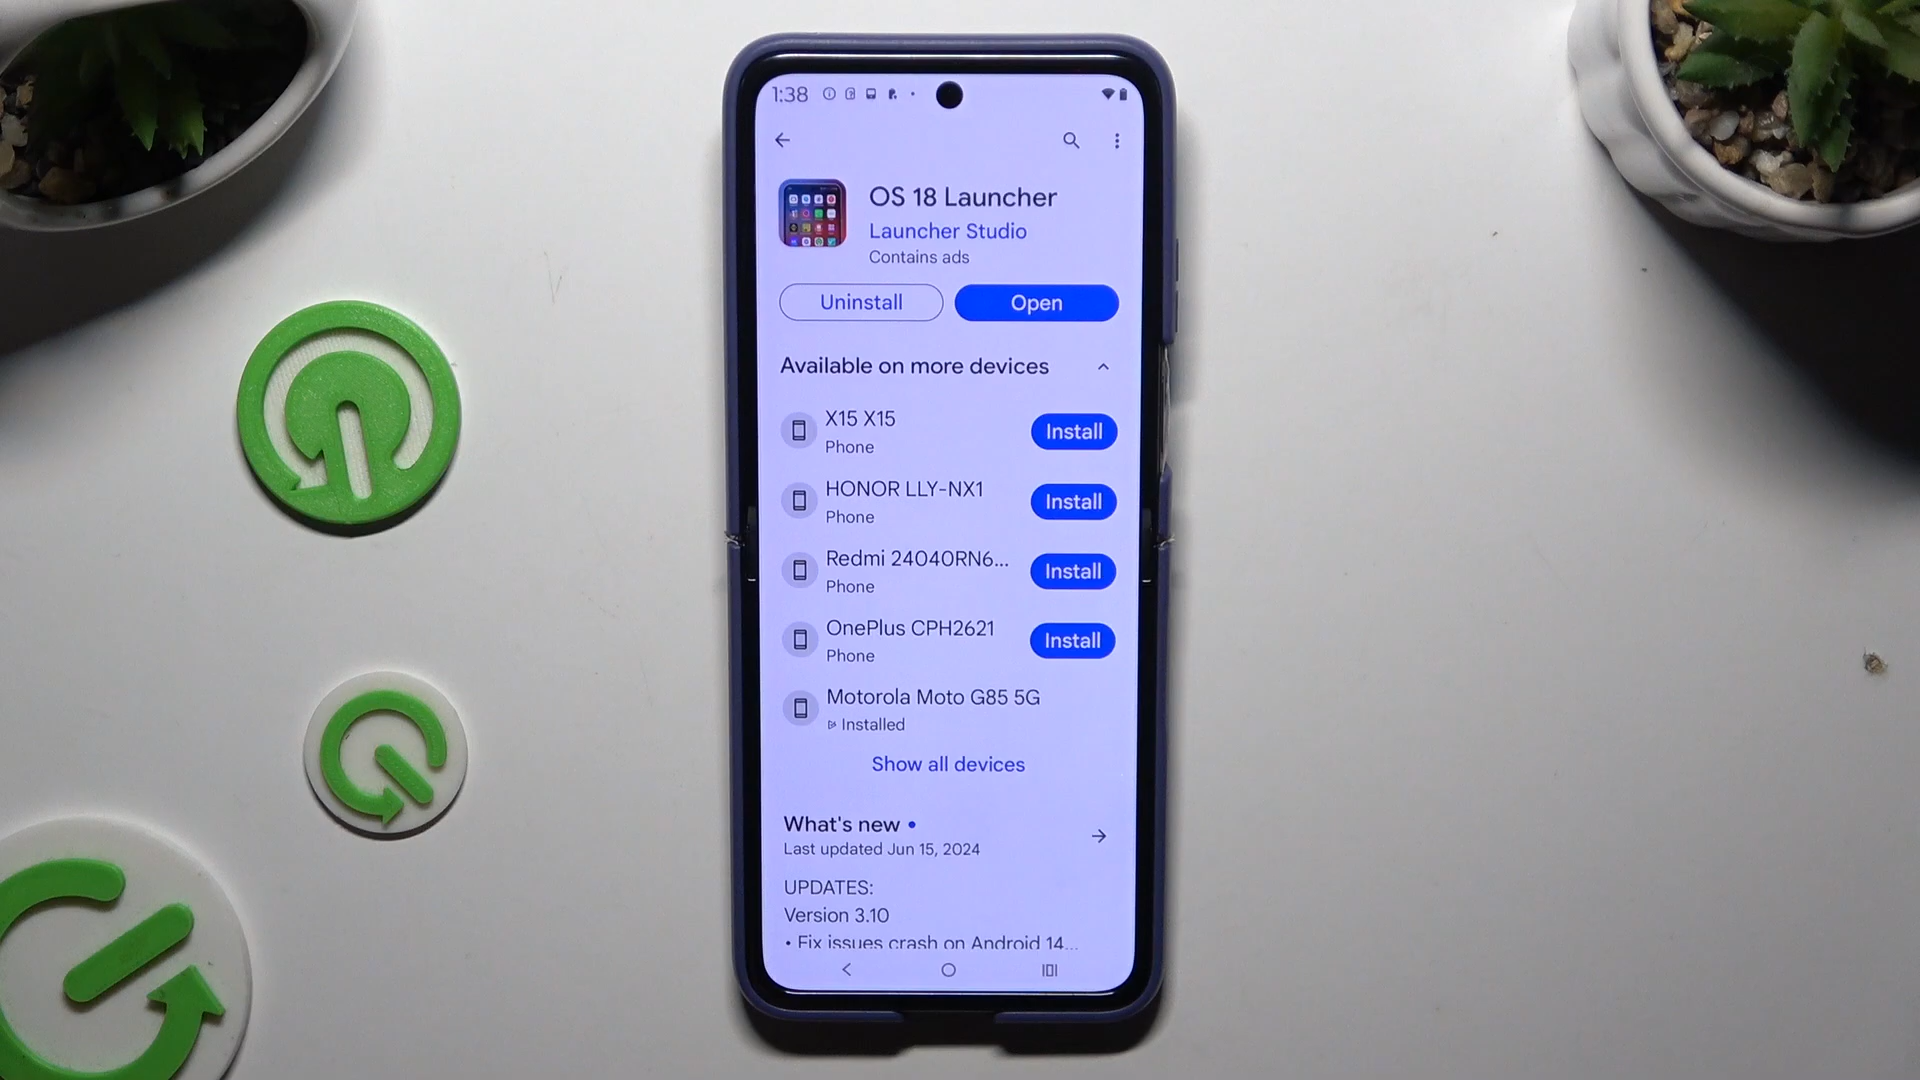 1:38
OS 18 Launcher
Launcher Studio
Contains ads
Uninstall
Open
Available on more devices
X15 X15
Phone
Install
HONOR LLY-NX1
Phone
Install
Redmi 24040RN6...
Phone
Install
OnePlus CPH2621
Phone
Install
Motorola Moto G85 5G
Installed
Show all devices
What's new •
Last updated Jun 15, 2024
UPDATES:
Version 3.10
• Fix issues crash on Android 14...